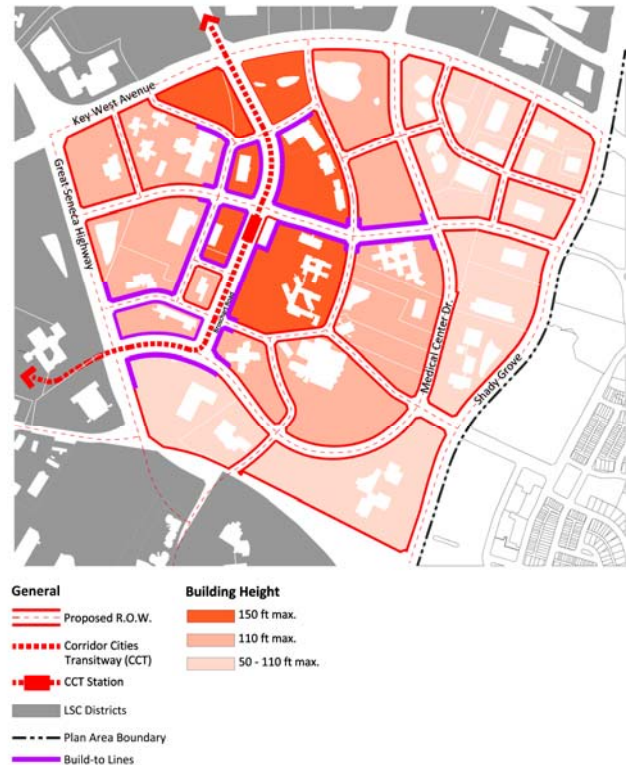 Key West Avenue
Great Seneca Highway
Medical Center Dr.
Shady Grove
General
Proposed R.O.W.
Corridor Cities
Transitway (CCT)
CCT Station
LSC Districts
Plan Area Boundary
Build-to Lines
Building Height
150 ft max.
110 ft max.
50 - 110 ft max.